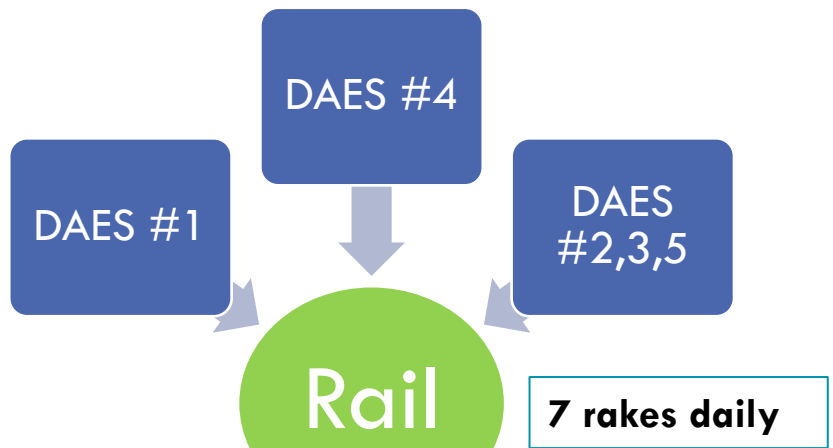 DAES #4
DAES #1
DAES
#2,3,5
Rail
7 rakes daily